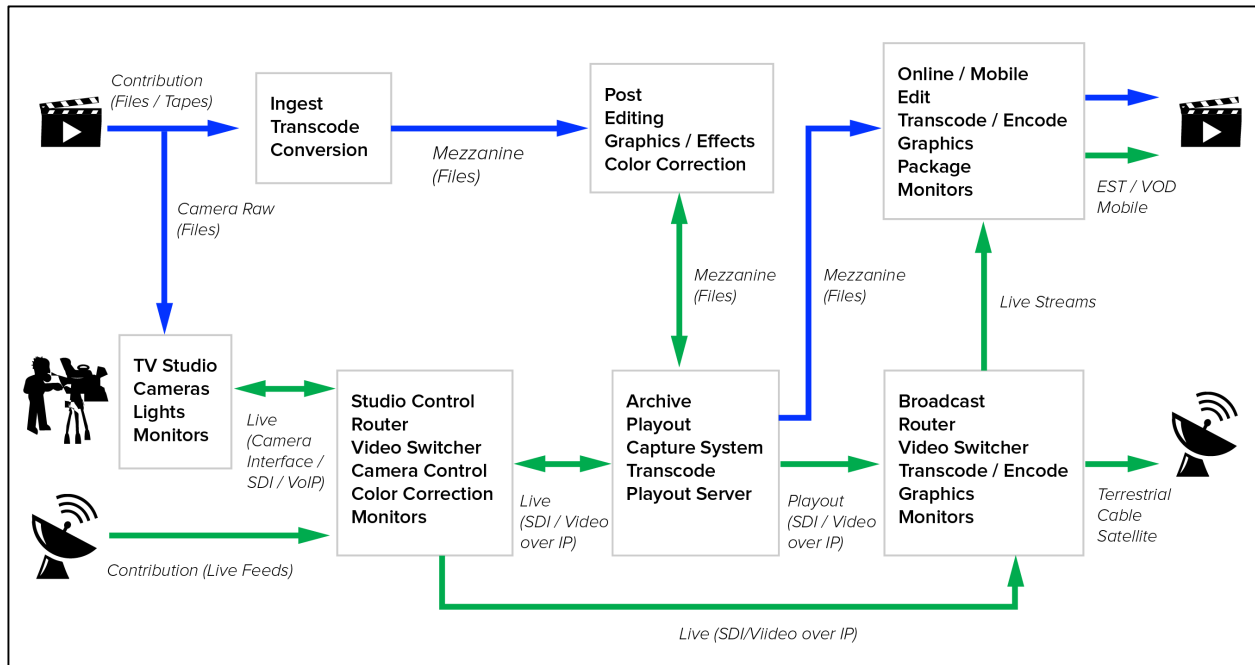 Contribution
(Files / Tapes)
Ingest
Transcode
Conversion
Mezzanine
(Files)
Post
Editing
Graphics / Effects
Color Correction
Online / Mobile
Edit
Transcode / Encode
Graphics
Package
Monitors
EST / VOD
Mobile
Camera Raw
(Files)
Mezzanine
(Files)
Mezzanine
(Files)
Live Streams
TV Studio
Cameras
Lights
Monitors
Live
(Camera
Interface /
SDI / VoIP)
Studio Control
Router
Video Switcher
Camera Control
Color Correction
Monitors
Live
(SDI / Video
over IP)
Archive
Playout
Capture System
Transcode
Playout Server
Playout
(SDI / Video
over IP)
Broadcast
Router
Video Switcher
Transcode / Encode
Graphics
Monitors
Terrestrial
Cable
Satellite
Contribution (Live Feeds)
Live (SDI/Viideo over IP)